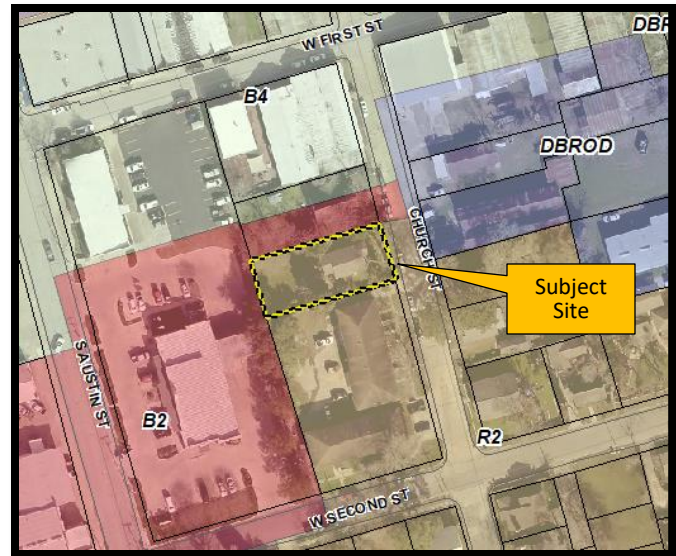 W FIRST ST
DBR
B4
DBROD
CHURCH ST
Subject
Site
S AUSTIN ST
B2
R2
W SECOND ST